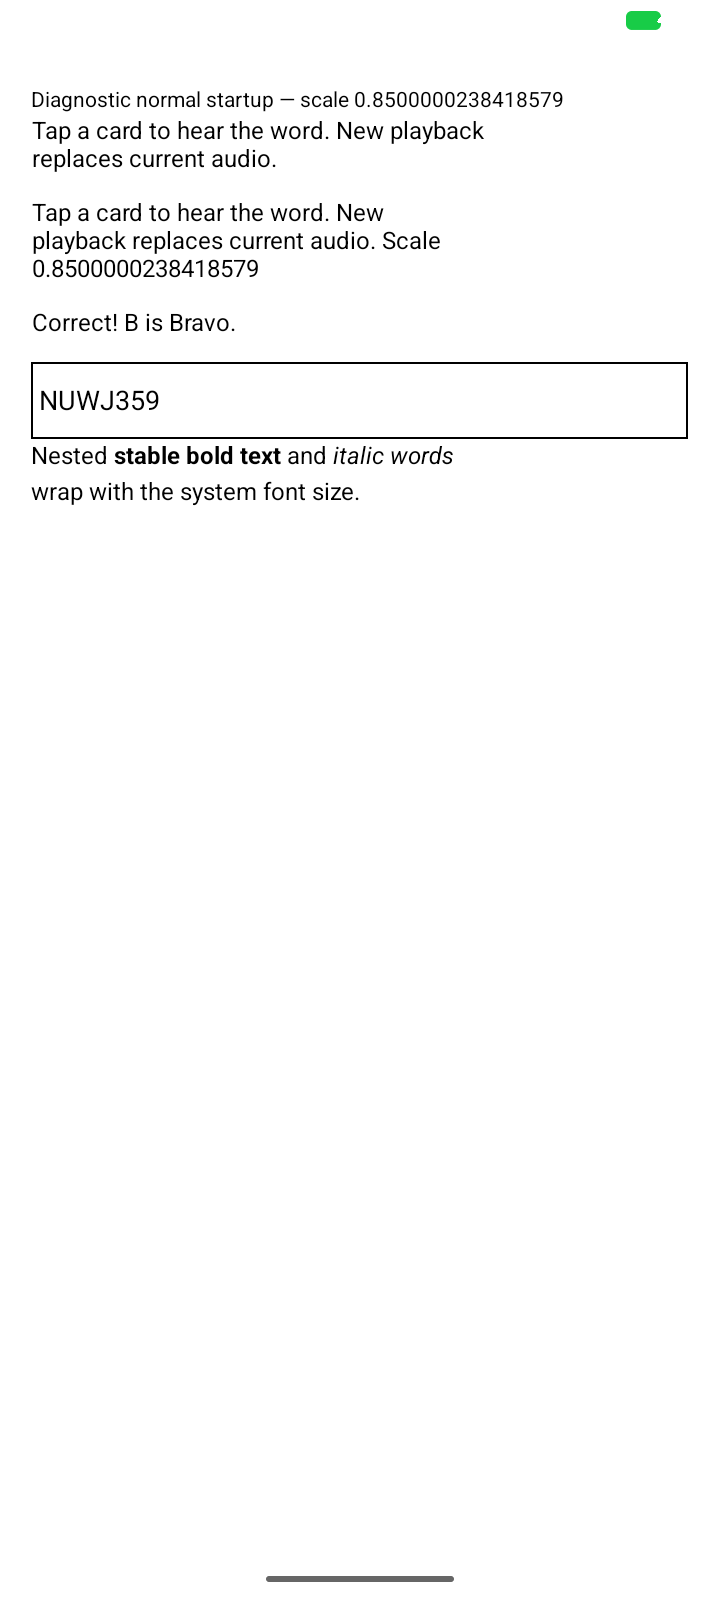 Diagnostic normal startup — scale 0.8500000238418579
Tap a card to hear the word. New playback
replaces current audio.
Tap a card to hear the word. New
playback replaces current audio. Scale
0.8500000238418579
Correct! B is Bravo.
NUWJ359
Nested stable bold text and italic words
wrap with the system font size.